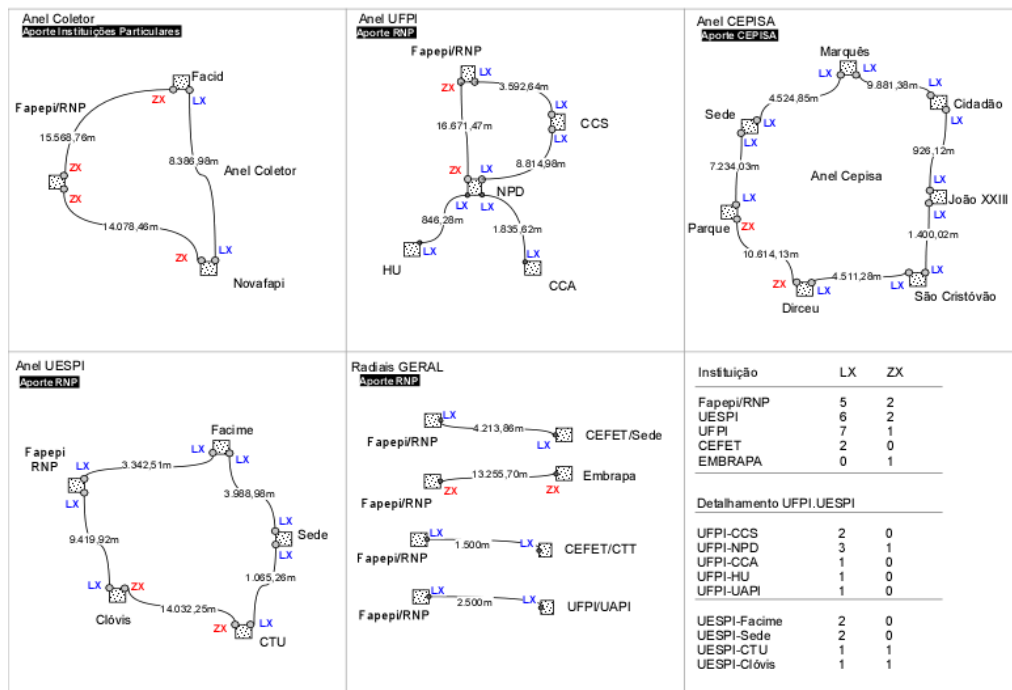 Anel Coletor
Aporte Instituições Particulares
Facid
ZX
LX
Fapepi/RNP
15.568,76m
8.386,98m
ZX
Anel Coletor
ZX
14.078,46m
LX
ZX
Novafapi
Anel UFPI
Aporte RNP
Fapepi/RNP
LX
ZX
3.592,64m
LX
16.671,47m
CCS
LX
8.814,98m
ZX
LX
NPD
LX
LX
846,28m
1.835,62m
LX
HU
LX
CCA
Anel CEPISA
Aporte CEPISA
Marquês
LX
LX
9.881,38m
4.524,85m
LX
Cidadão
Sede
LX
LX
LX
7.234,03m
926,12m
Anel Cepisa
LX
LX
João XXIII
LX
Parque
ZX
1.400,02m
10.614,13m
LX
4.511,28m
ZX
LX
LX
São Cristóvão
Dirceu
Anel UESPI
Aporte RNP
Facime
Fapepi
RNP
LX
LX
LX
3.342,51m
3.988,98m
LX
LX
Sede
9.419,92m
LX
1.065,26m
LX
ZX
14.032,25m
Clóvis
ZX
LX
CTU
Radiais GERAL
Aporte RNP
LX
4.213,86m
CEFET/Sede
Fapepi/RNP
LX
13.255,70m
Embrapa
ZX
ZX
Fapepi/RNP
LX
1.500m
LX
CEFET/CTT
Fapepi/RNP
LX
2.500m
LX
UFPI/UAPI
Fapepi/RNP
Instituição LX ZX
Fapepi/RNP 5 2
UESPI 6 2
UFPI 7 1
CEFET 2 0
EMBRAPA 0 1
Detalhamento UFPI.UESPI
UFPI-CCS 2 0
UFPI-NPD 3 1
UFPI-CCA 1 0
UFPI-HU 1 0
UFPI-UAPI 1 0
UESPI-Facime 2 0
UESPI-Sede 2 0
UESPI-CTU 1 1
UESPI-Clóvis 1 1